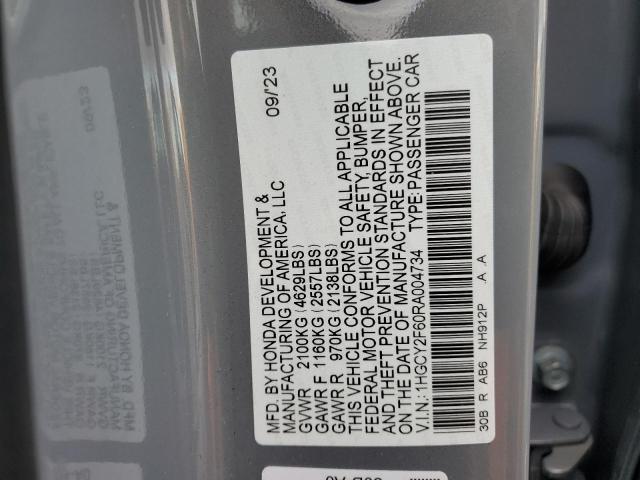 MFD. BY HONDA DEVELOPMENT & 09/23
MANUFACTURING OF AMERICA, LLC
GVWR 2100KG (4629LBS)
GAWR F 1160KG (2557LBS)
GAWR R 970KG (2138LBS)
THIS VEHICLE CONFORMS TO ALL APPLICABLE
FEDERAL MOTOR VEHICLE SAFETY, BUMPER,
AND THEFT PREVENTION STANDARDS IN EFFECT
ON THE DATE OF MANUFACTURE SHOWN ABOVE.
V.I.N.: 1HGCY2F60RA004734 TYPE: PASSENGER CAR
30B R AB6 NH912P A A